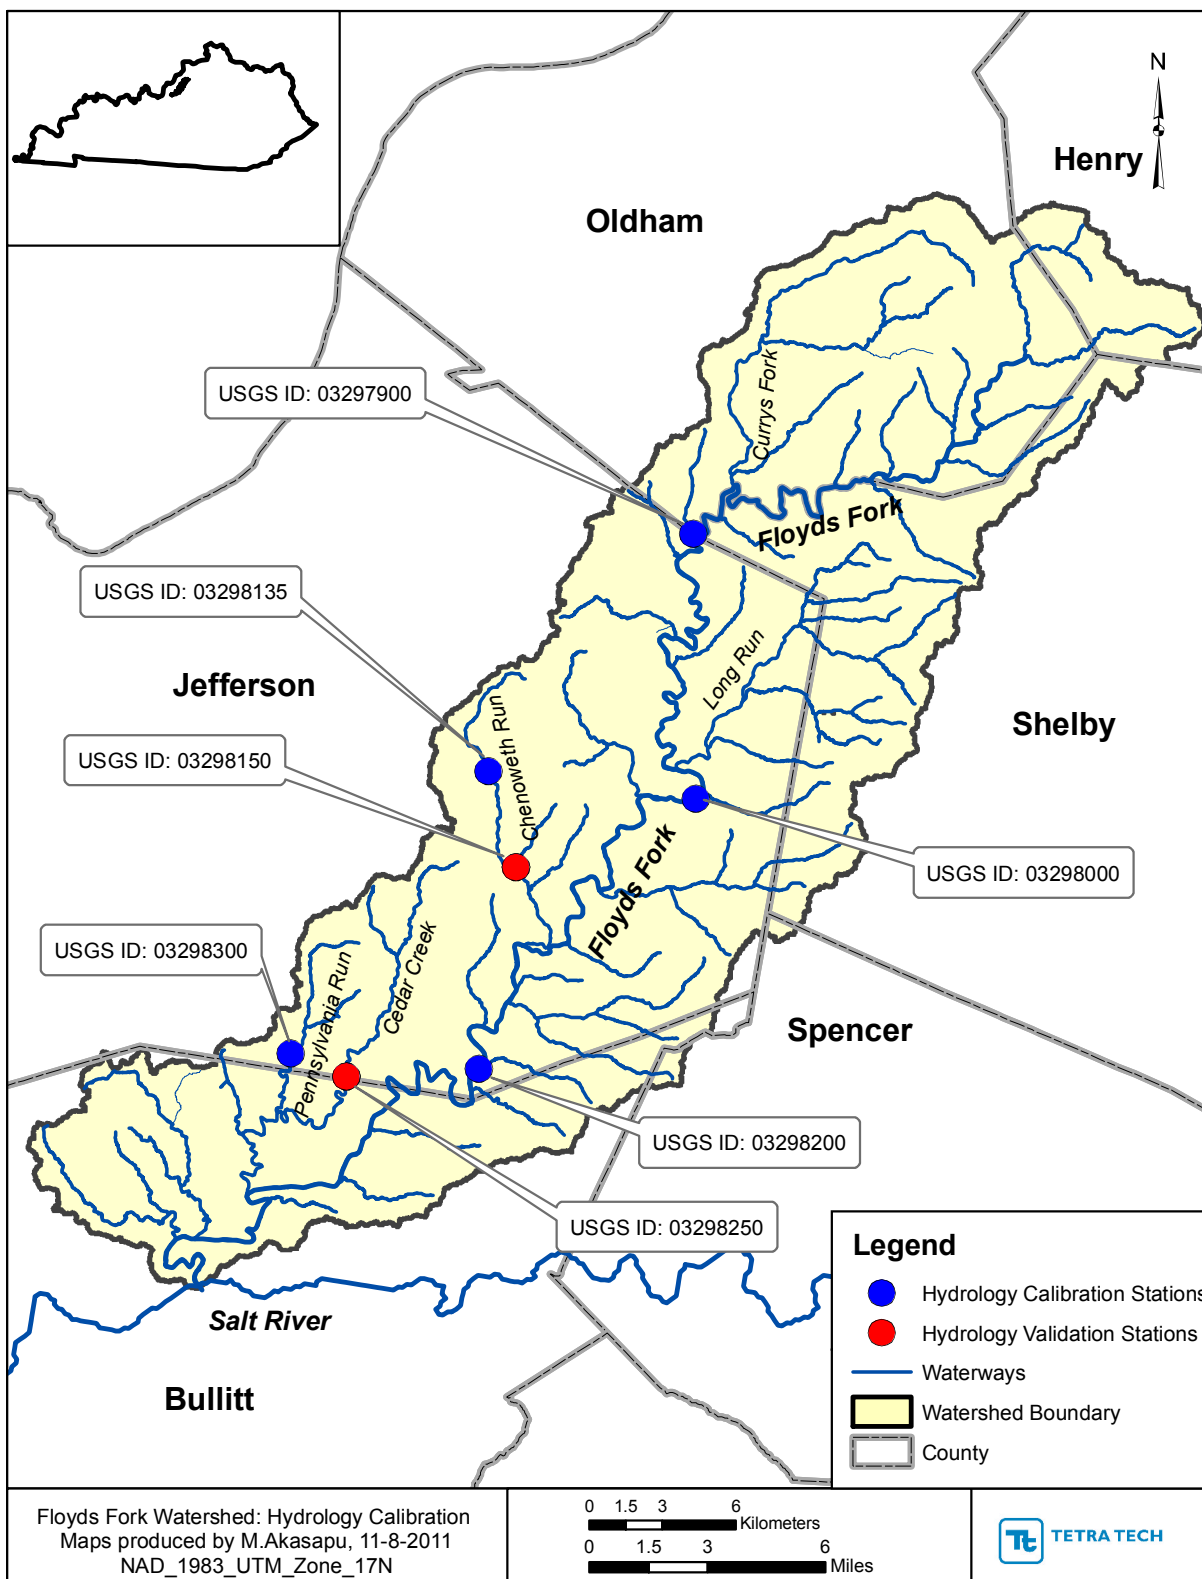 N
Henry
Oldham
USGS ID: 03297900
Currys Fork
Floyds Fork
USGS ID: 03298135
Jefferson
Long Run
Shelby
USGS ID: 03298150
Chenoweth Run
USGS ID: 03298000
Floyds Fork
USGS ID: 03298300
Pennsylvania Run
Cedar Creek
Spencer
USGS ID: 03298200
USGS ID: 03298250
Salt River
Bullitt
Legend
Hydrology Calibration Stations
Hydrology Validation Stations
Waterways
Watershed Boundary
County
Floyds Fork Watershed: Hydrology Calibration
Maps produced by M.Akasapu, 11-8-2011
NAD_1983_UTM_Zone_17N
0 1.5 3 6
Kilometers
0 1.5 3 6
Miles
Tt TETRA TECH